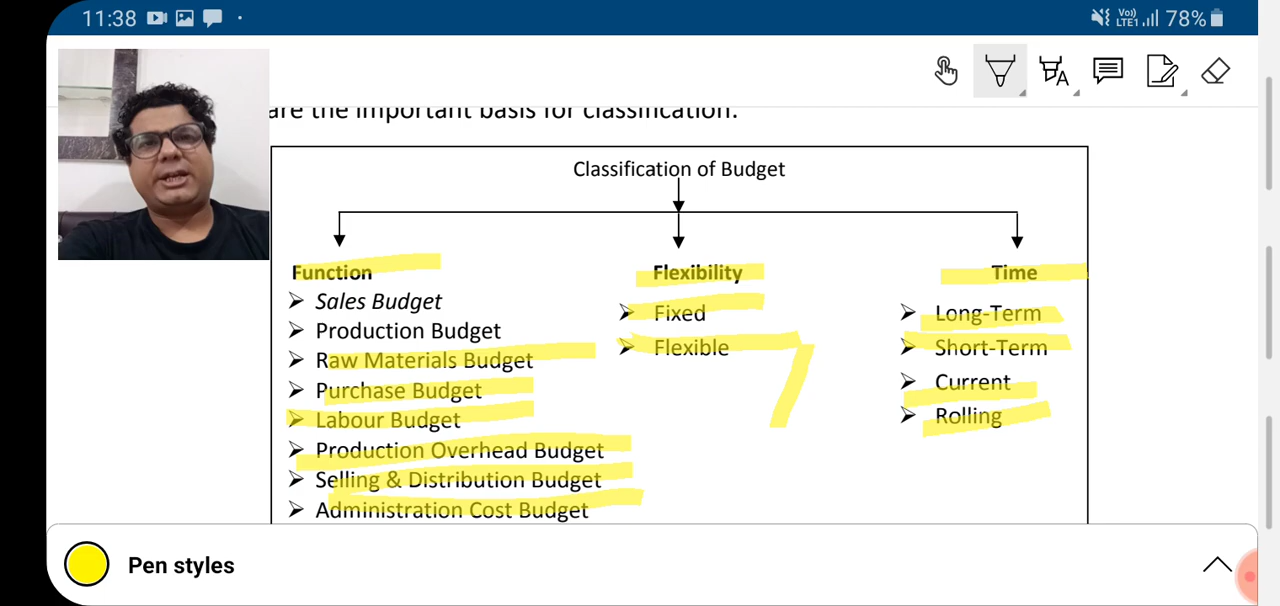 11:38
Vo))
LTE1
78%
are the important basis for classification.
Classification of Budget
Function
Flexibility
Time
Sales Budget
Production Budget
Raw Materials Budget
Purchase Budget
Labour Budget
Production Overhead Budget
Selling & Distribution Budget
Administration Cost Budget
Fixed
Flexible
Long-Term
Short-Term
Current
Rolling
Pen styles